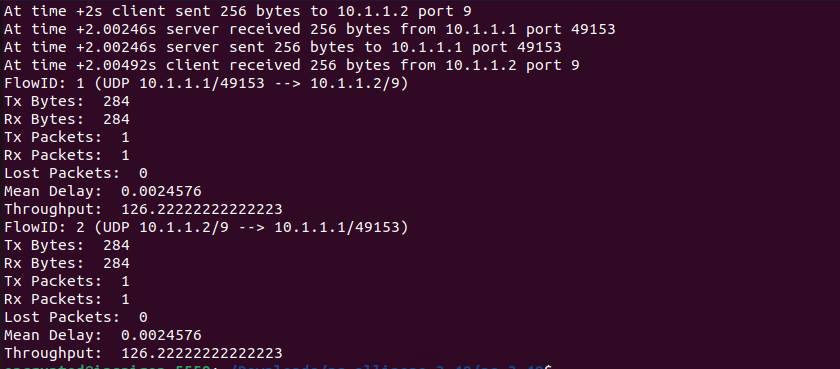 At time +2s client sent 256 bytes to 10.1.1.2 port 9
At time +2.00246s server received 256 bytes from 10.1.1.1 port 49153
At time +2.00246s server sent 256 bytes to 10.1.1.1 port 49153
At time +2.00492s client received 256 bytes from 10.1.1.2 port 9
FlowID: 1 (UDP 10.1.1.1/49153 --> 10.1.1.2/9)
Tx Bytes:  284
Rx Bytes:  284
Tx Packets:  1
Rx Packets:  1
Lost Packets:  0
Mean Delay:  0.0024576
Throughput:  126.22222222222223
FlowID: 2 (UDP 10.1.1.2/9 --> 10.1.1.1/49153)
Tx Bytes:  284
Rx Bytes:  284
Tx Packets:  1
Rx Packets:  1
Lost Packets:  0
Mean Delay:  0.0024576
Throughput:  126.22222222222223